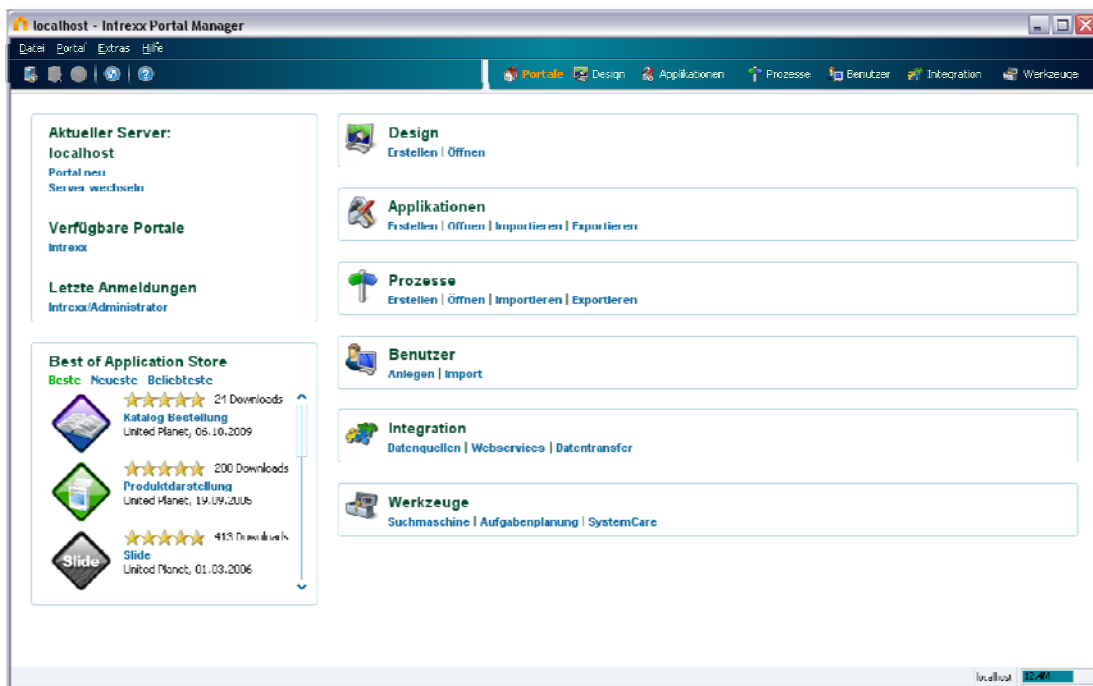 localhost - Intrexx Portal Manager
Datei Portal Extras Hilfe
Portale Design Applikationen Prozesse Benutzer Integration Werkzeuge
Aktueller Server:
localhost
Portal neu
Server wechseln
Verfügbare Portale
Intrexx
Letzte Anmeldungen
Intrexx/Administrator
Best of Application Store
Beste Neueste Beliebteste
24 Downloads
Katalog Bestellung
United Planet, 06.10.2009
200 Downloads
Produktdarstellung
United Planet, 19.09.2005
Slide
413 Downloads
Slide
United Planet, 01.03.2006
Design
Erstellen | Öffnen
Applikationen
Erstellen | Öffnen | Importieren | Exportieren
Prozesse
Erstellen | Öffnen | Importieren | Exportieren
Benutzer
Anlegen | Import
Integration
Datenquellen | Webservices | Datentransfer
Werkzeuge
Suchmaschine | Aufgabenplanung | SystemCare
localhost 12,4M